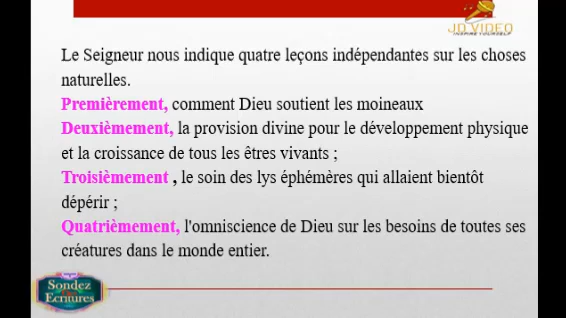 JD VIDEO
INSPIRE YOURSELF
Le Seigneur nous indique quatre leçons indépendantes sur les choses
naturelles.
Premièrement, comment Dieu soutient les moineaux
Deuxièmement, la provision divine pour le développement physique
et la croissance de tous les êtres vivants ;
Troisièmement , le soin des lys éphémères qui allaient bientôt
dépérir ;
Quatrièmement, l'omniscience de Dieu sur les besoins de toutes ses
créatures dans le monde entier.
Sondez
Ecritures